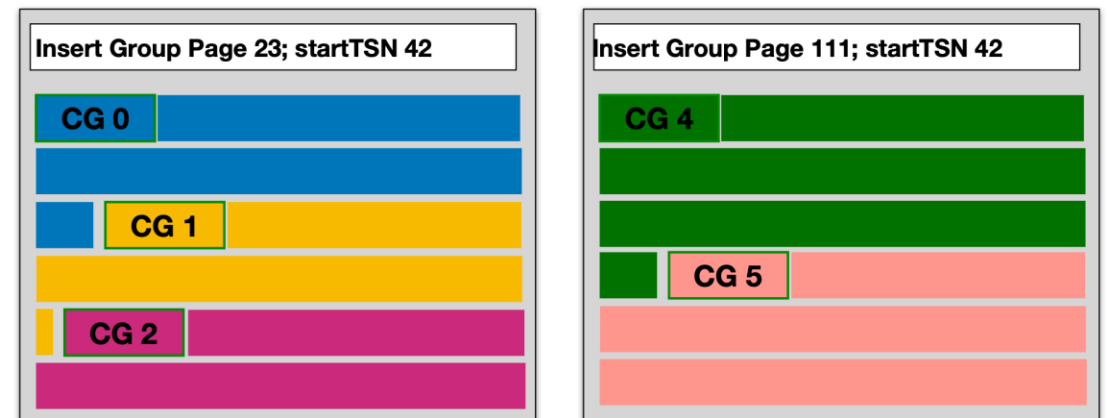 Insert Group Page 23; startTSN 42
CG 0
CG 1
CG 2
Insert Group Page 111; startTSN 42
CG 4
CG 5